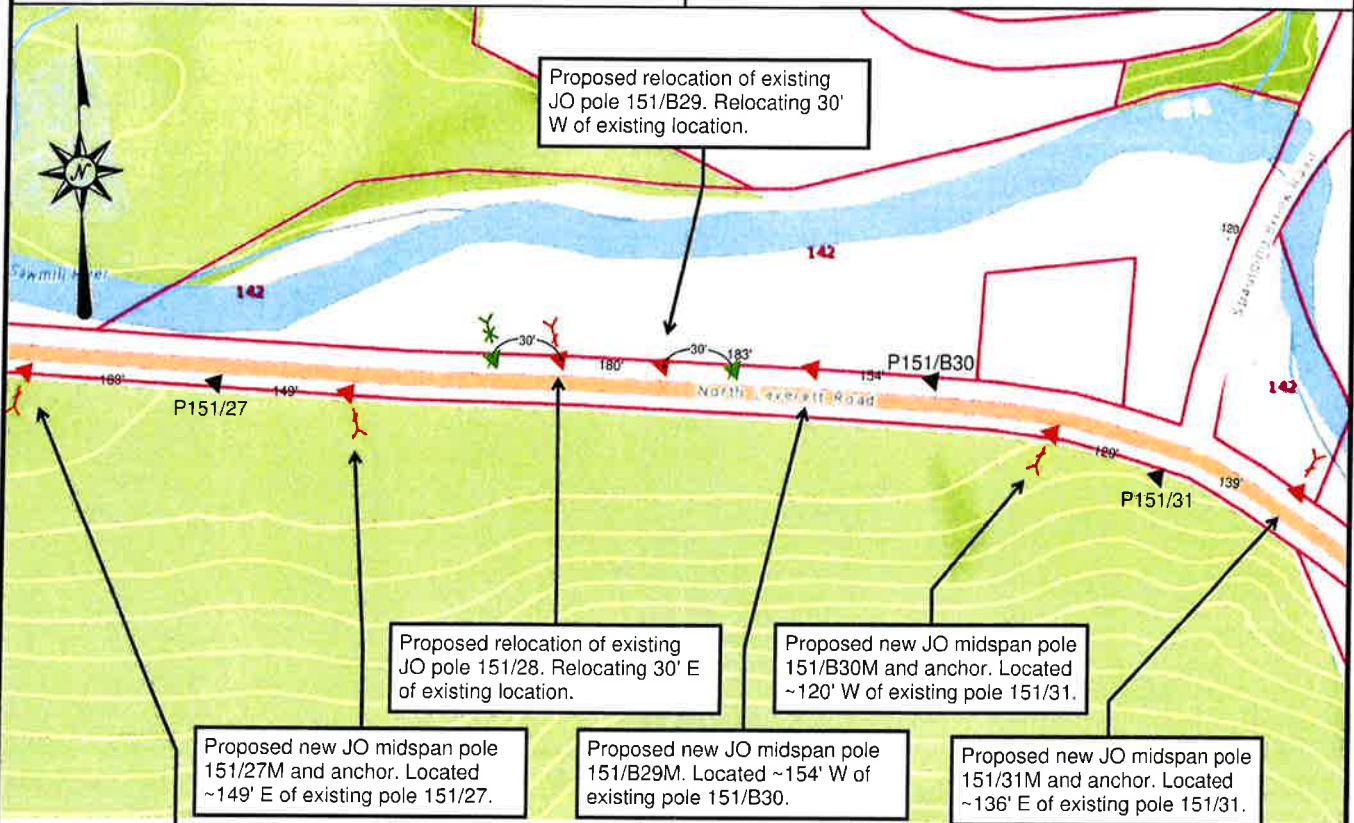 Proposed relocation of existing
JO pole 151/B29. Relocating 30'
W of existing location.
N
120
Spaulding Brook Road
142
Sawmill River
142
142
30'
180'
30'
183'
154'
P151/B30
149'
P151/27
North Leverett Road
P151/31
139'
Proposed relocation of existing
JO pole 151/28. Relocating 30' E
of existing location.
Proposed new JO midspan pole
151/B30M and anchor. Located
~120' W of existing pole 151/31.
Proposed new JO midspan pole
151/27M and anchor. Located
~149' E of existing pole 151/27.
Proposed new JO midspan pole
151/B29M. Located ~154' W of
existing pole 151/B30.
Proposed new JO midspan pole
151/31M and anchor. Located
~136' E of existing pole 151/31.